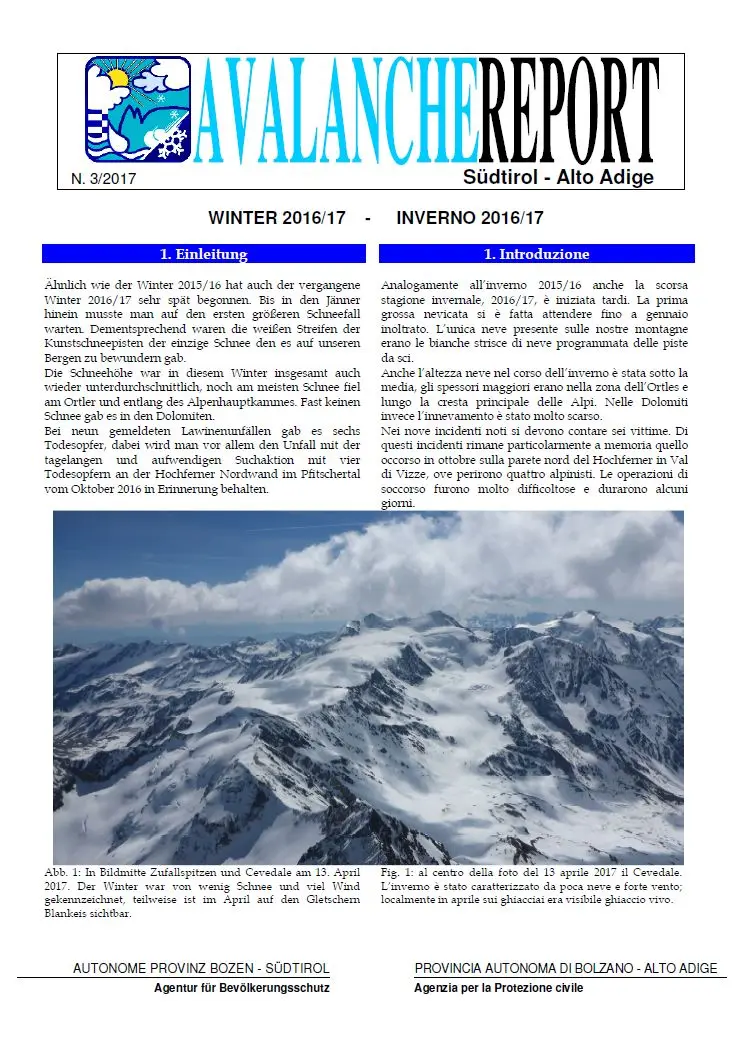 AVALANCHEREPORT
N. 3/2017
Südtirol - Alto Adige
WINTER 2016/17 - INVERNO 2016/17
1. Einleitung
Ähnlich wie der Winter 2015/16 hat auch der vergangene
Winter 2016/17 sehr spät begonnen. Bis in den Jänner
hinein musste man auf den ersten größeren Schneefall
warten. Dementsprechend waren die weißen Streifen der
Kunstschneepisten der einzige Schnee den es auf unseren
Bergen zu bewundern gab.
Die Schneehöhe war in diesem Winter insgesamt auch
wieder unterdurchschnittlich, noch am meisten Schnee fiel
am Ortler und entlang des Alpenhauptkammes. Fast keinen
Schnee gab es in den Dolomiten.
Bei neun gemeldeten Lawinenunfällen gab es sechs
Todesopfer, dabei wird man vor allem den Unfall mit der
tagelangen und aufwendigen Suchaktion mit vier
Todesopfern an der Hochferner Nordwand im Pfitschertal
vom Oktober 2016 in Erinnerung behalten.
1. Introduzione
Analogamente all'inverno 2015/16 anche la scorsa
stagione invernale, 2016/17, è iniziata tardi. La prima
grossa nevicata si è fatta attendere fino a gennaio
inoltrato. L'unica neve presente sulle nostre montagne
erano le bianche strisce di neve programmata delle piste
da sci.
Anche l'altezza neve nel corso dell'inverno è stata sotto la
media, gli spessori maggiori erano nella zona dell'Ortles e
lungo la cresta principale delle Alpi. Nelle Dolomiti
invece l'innevamento è stato molto scarso.
Nei nove incidenti noti si devono contare sei vittime. Di
questi incidenti rimane particolarmente a memoria quello
occorso in ottobre sulla parete nord del Hochferner in Val
di Vizze, ove perirono quattro alpinisti. Le operazioni di
soccorso furono molto difficoltose e durarono alcuni
giorni.
Abb. 1: In Bildmitte Zufallspitzen und Cevedale am 13. April
2017. Der Winter war von wenig Schnee und viel Wind
gekennzeichnet, teilweise ist im April auf den Gletschern
Blankeis sichtbar.
Fig. 1: al centro della foto del 13 aprile 2017 il Cevedale.
L'inverno è stato caratterizzato da poca neve e forte vento;
localmente in aprile sui ghiacciai era visibile ghiaccio vivo.
AUTONOME PROVINZ BOZEN - SÜDTIROL
Agentur für Bevölkerungsschutz
PROVINCIA AUTONOMA DI BOLZANO - ALTO ADIGE
Agenzia per la Protezione civile